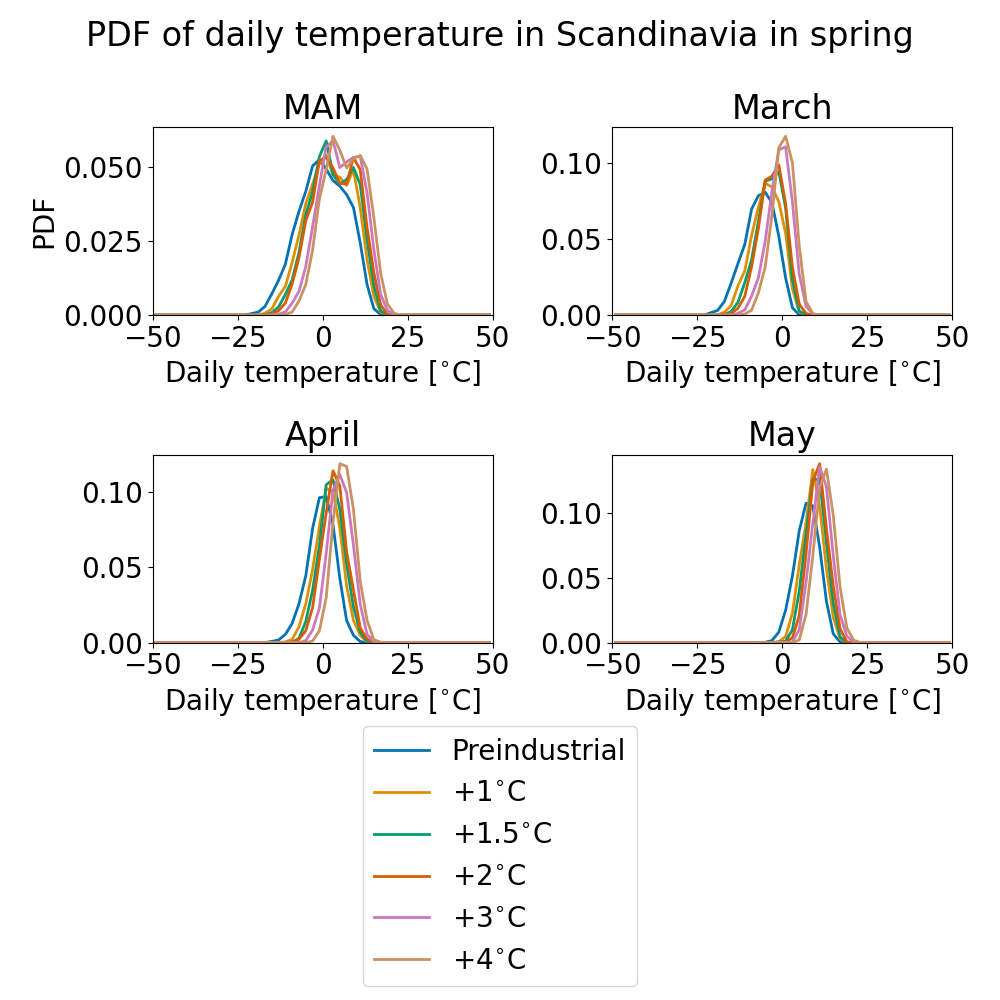 PDF of daily temperature in Scandinavia in spring
MAM
March
PDF
0.050
0.025
0.000
−50 −25 0 25 50
Daily temperature [°C]
0.10
0.05
0.00
−50 −25 0 25 50
Daily temperature [°C]
April
May
0.10
0.05
0.00
−50 −25 0 25 50
Daily temperature [°C]
0.10
0.05
0.00
−50 −25 0 25 50
Daily temperature [°C]
Preindustrial
+1°C
+1.5°C
+2°C
+3°C
+4°C